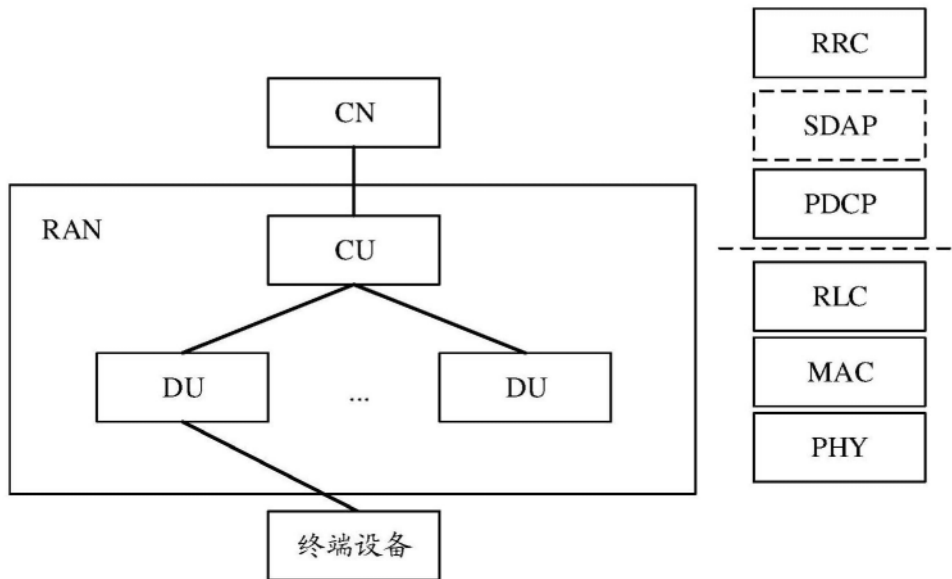 CN
RAN
CU
DU
...
DU
终端设备
RRC
SDAP
PDCP
RLC
MAC
PHY